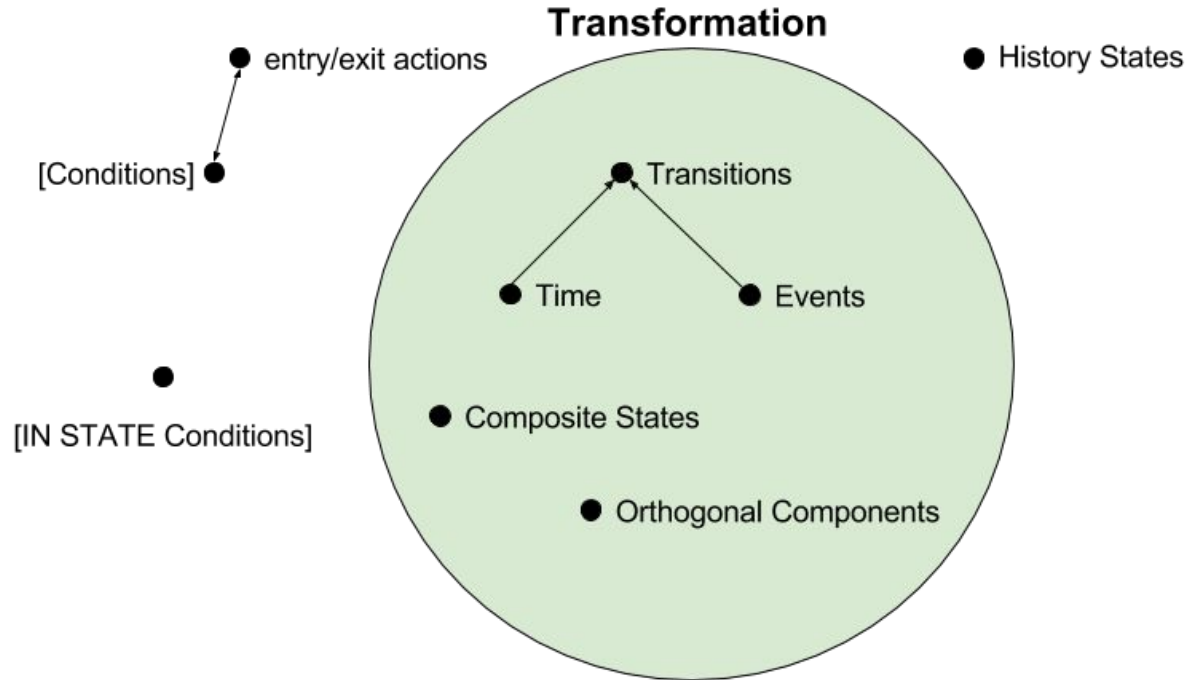 Transformation
entry/exit actions
History States
[Conditions]
Transitions
Time
Events
Composite States
[IN STATE Conditions]
Orthogonal Components